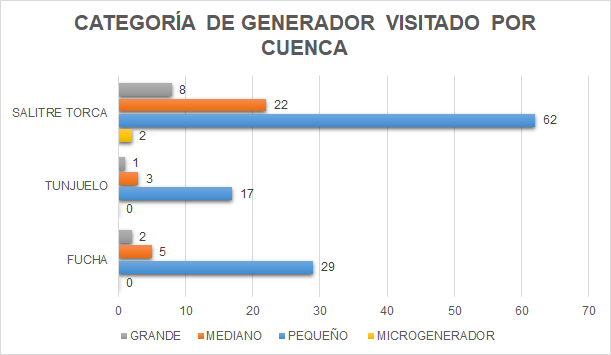 CATEGORÍA DE GENERADOR VISITADO POR
CUENCA
8
SALITRE TORCA
22
62
2
1
TUNJUELO
3
17
0
2
FUCHA
5
29
0
0 10 20 30 40 50 60 70
GRANDE MEDIANO PEQUEÑO MICROGENERADOR